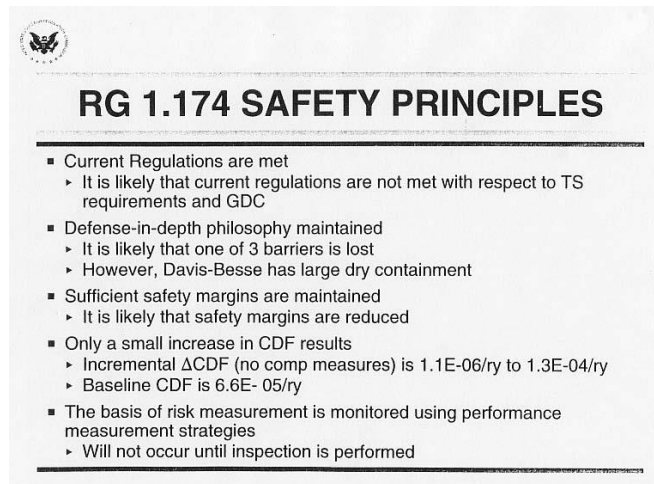 RG 1.174 SAFETY PRINCIPLES
▪ Current Regulations are met
▸ It is likely that current regulations are not met with respect to TS
requirements and GDC
▪ Defense-in-depth philosophy maintained
▸ It is likely that one of 3 barriers is lost
▸ However, Davis-Besse has large dry containment
▪ Sufficient safety margins are maintained
▸ It is likely that safety margins are reduced
▪ Only a small increase in CDF results
▸ Incremental ΔCDF (no comp measures) is 1.1E-06/ry to 1.3E-04/ry
▸ Baseline CDF is 6.6E- 05/ry
▪ The basis of risk measurement is monitored using performance
measurement strategies
▸ Will not occur until inspection is performed